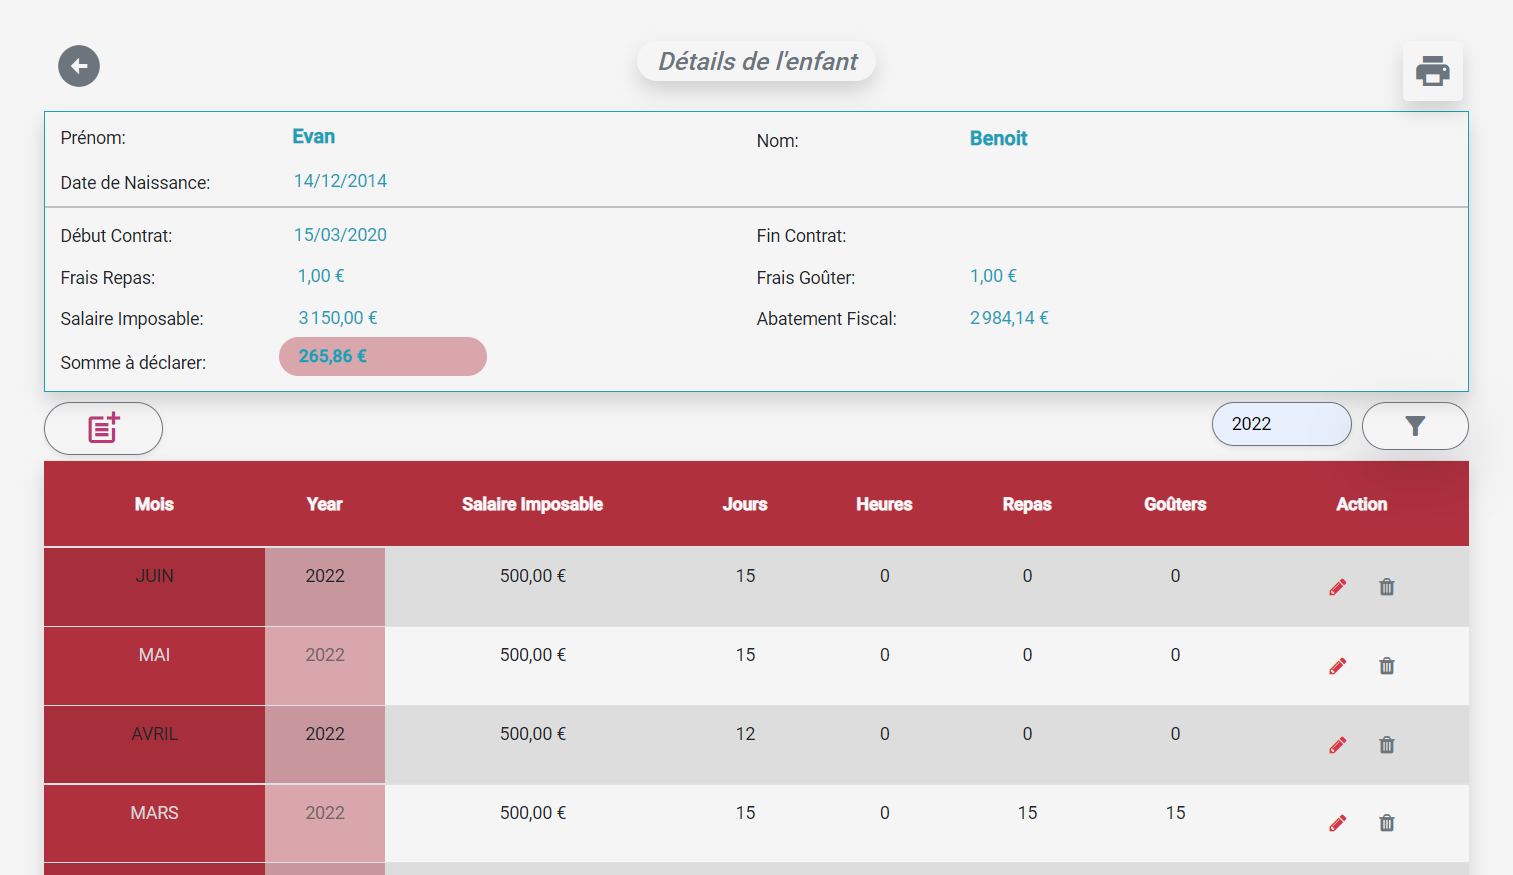 Détails de l'enfant
Prénom: Evan Nom: Benoit
Date de Naissance: 14/12/2014
Début Contrat: 15/03/2020 Fin Contrat:
Frais Repas: 1,00 € Frais Goûter: 1,00 €
Salaire Imposable: 3 150,00 € Abatement Fiscal: 2 984,14 €
Somme à déclarer: 265,86 €
2022
Mois Year Salaire Imposable Jours Heures Repas Goûters Action
JUIN 2022 500,00 € 15 0 0 0
MAI 2022 500,00 € 15 0 0 0
AVRIL 2022 500,00 € 12 0 0 0
MARS 2022 500,00 € 15 0 15 15